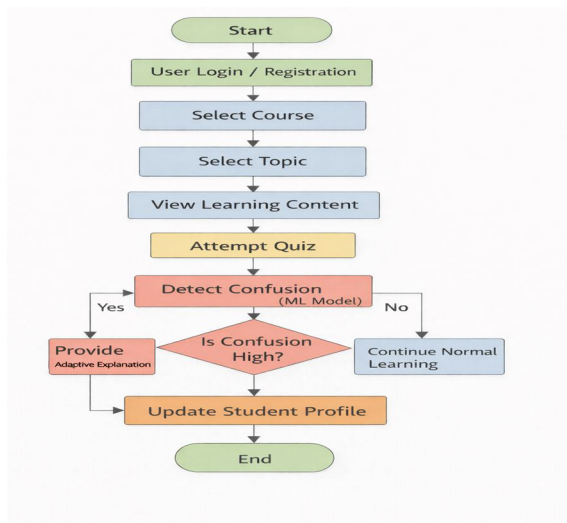 Start
User Login / Registration
Select Course
Select Topic
View Learning Content
Attempt Quiz
Detect Confusion
(ML Model)
Yes
No
Is Confusion
High?
Provide
Adaptive Explanation
Continue Normal
Learning
Update Student Profile
End